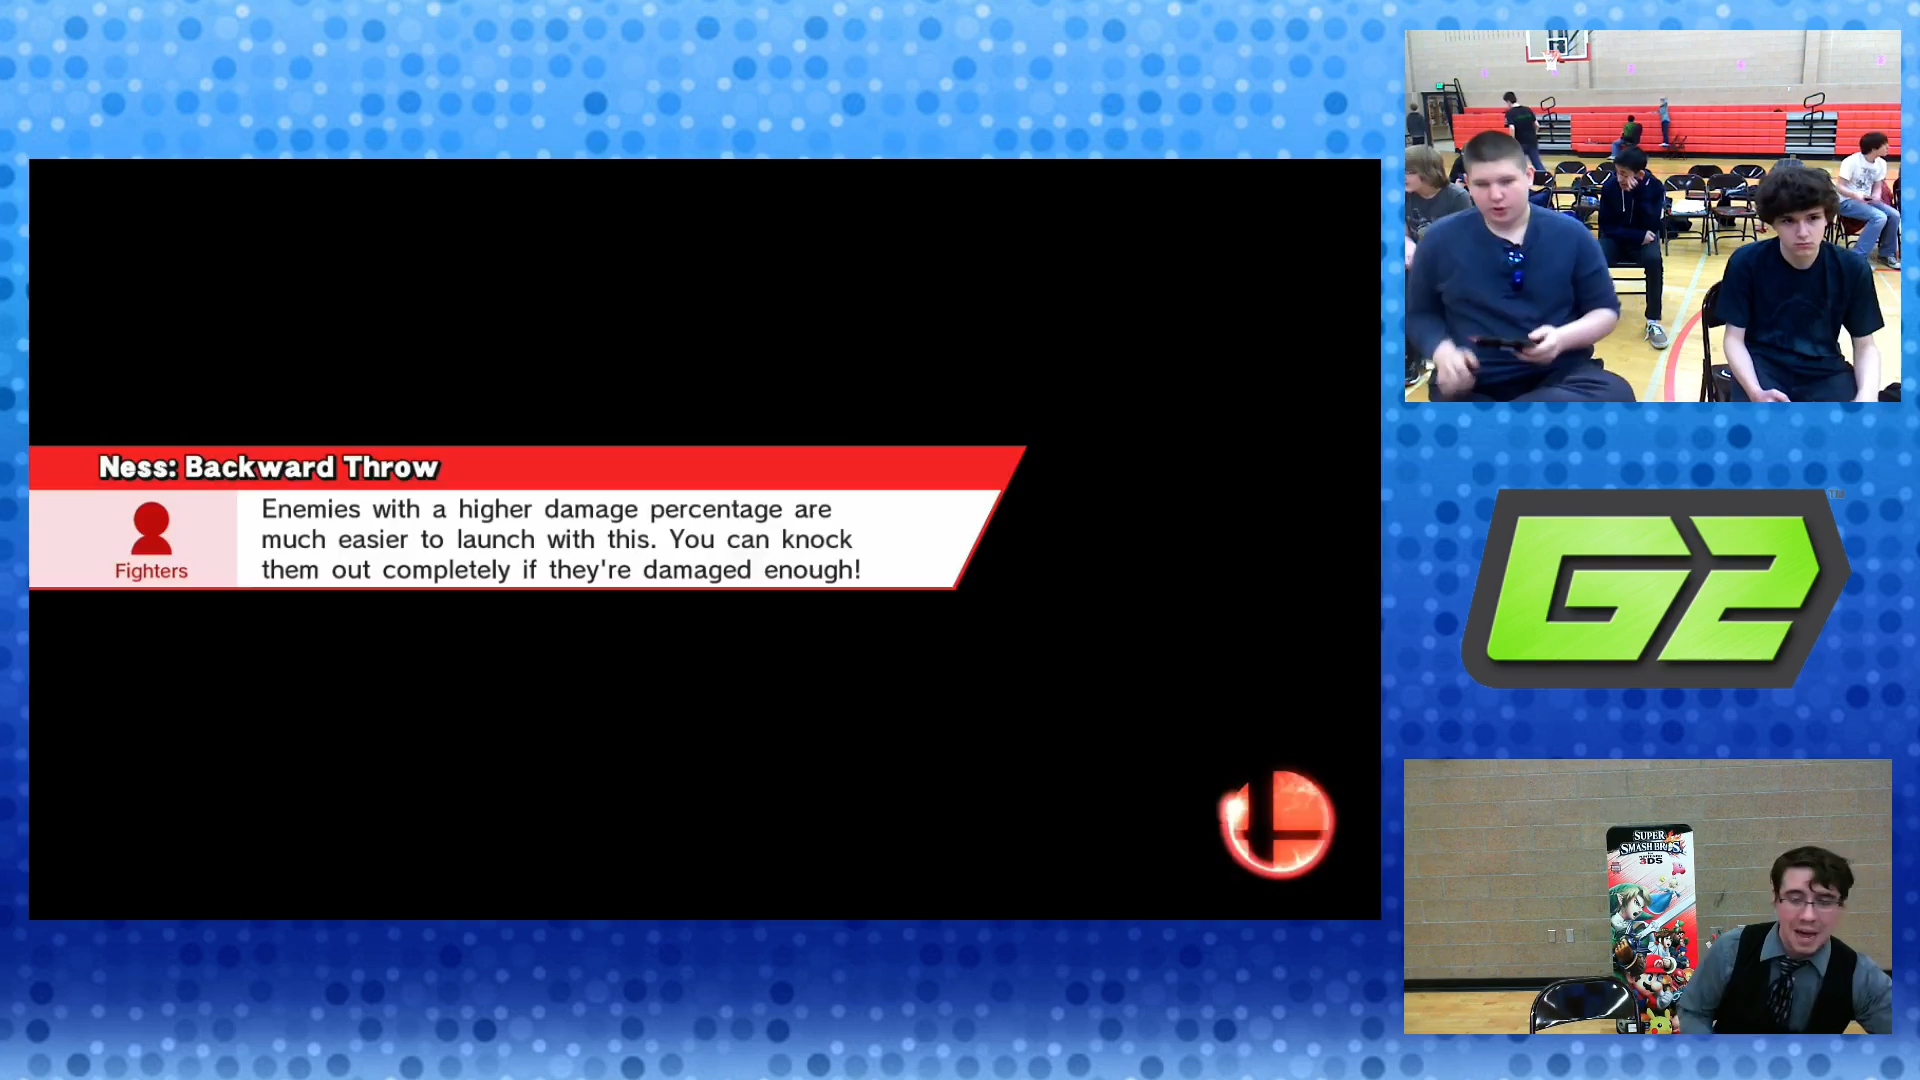 Ness: Backward Throw
Enemies with a higher damage percentage are
much easier to launch with this. You can knock
them out completely if they're damaged enough!
Fighters
G2
TM
SUPER
SMASH BROS
3DS